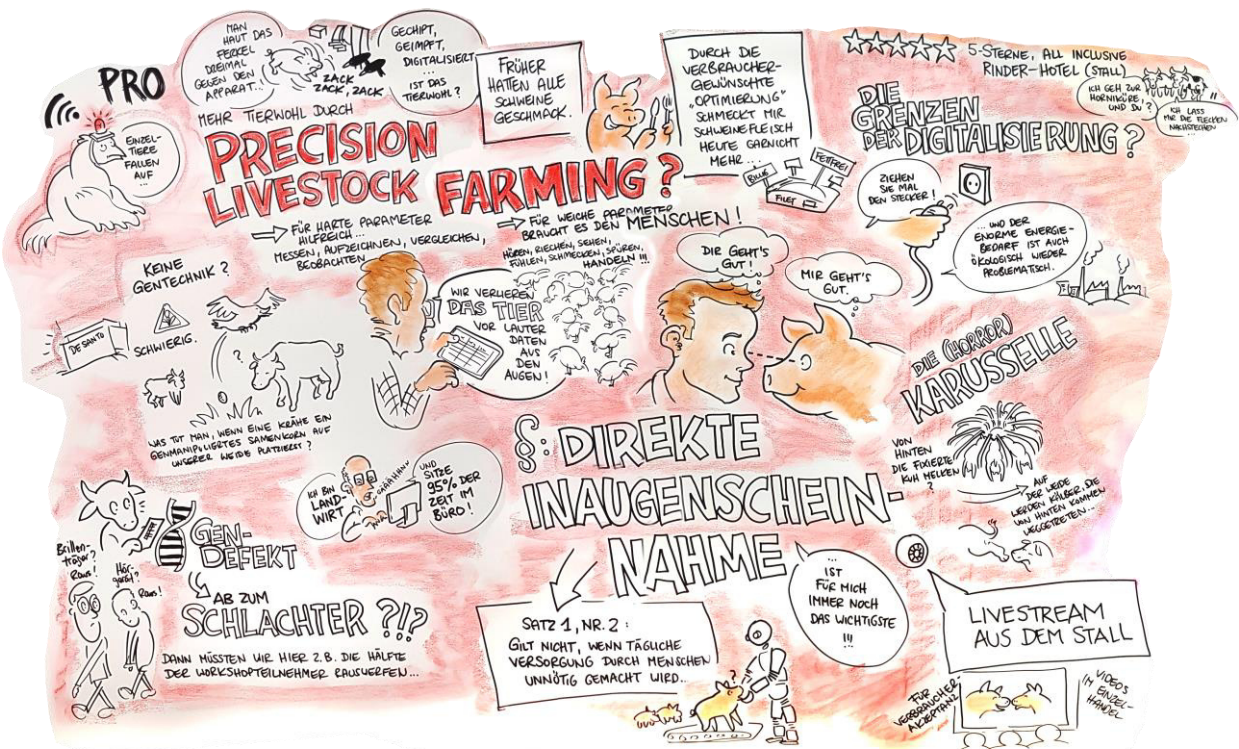 PRO
MAN
HAUT DAS
FERKEL
DREIMAL
GEGEN DEN
APPARAT...
ZACK
ZACK, ZACK
GECHIPT,
GEIMPFT,
DIGITALISIERT
...
IST DAS
TIERWOHL?
EINZEL-
TIERE
FALLEN
AUF
...
MEHR TIERWOHL DURCH
PRECISION
LIVESTOCK FARMING?
FRÜHER
HATTEN ALLE
SCHWEINE
GESCHMACK.
DURCH DIE
VERBRAUCHER-
GEWÜNSCHTE
"OPTIMIERUNG"
SCHMECKT MIR
SCHWEINEFLEISCH
HEUTE GARNICHT
MEHR...
BILLIG
FETTFREI
FILET
5-STERNE, ALL INCLUSIVE
RINDER-HOTEL (STALL)
ICH GEH ZUR
HORNIKÜRE,
UND DU?
ICH LASS
MIR DIE FLECKEN
NACHSTECHEN
DIE
GRENZEN
DER DIGITALISIERUNG?
ZIEHEN
SIE MAL
DEN STECKER!
... UND DER
ENORME ENERGIE-
BEDARF IST AUCH
ÖKOLOGISCH WIEDER
PROBLEMATISCH.
FÜR HARTE PARAMETER
HILFREICH...
MESSEN, AUFZEICHNEN, VERGLEICHEN,
BEOBACHTEN
FÜR WEICHE PARAMETER
BRAUCHT ES DEN MENSCHEN!
HÖREN, RIECHEN, SEHEN,
FÜHLEN, SCHMECKEN, SPÜREN,
HANDELN!!!
KEINE
GENTECHNIK?
DESANTO
SCHWIERIG.
?
WAS TUT MAN, WENN EINE KRÄHE EIN
GENMANIPULIERTES SAMENKORN AUF
UNSERER WEIDE PLATZIERT?
WIR VERLIEREN
DAS TIER
VOR LAUTER
DATEN
AUS
DEN
AUGEN!
DIR GEHT'S
GUT!
MIR GEHT'S
GUT.
DIE (HORROR)
KARUSSELLE
VON
HINTEN
DIE FIXIERTE
KUH MELKEN
?
AUF
DER WEIDE
WERDEN KÄLBER, DIE
VON HINTEN KOMMEN
WEGGETRETEN...
§: DIREKTE
INAUGENSCHEIN-
NAHME
ICH BIN
LAND-
WIRT
UND
SITZE
95% DER
ZEIT IM
BÜRO!
GEN-
DEFEKT
Brillen-
träger?
Raus!
Hör-
gerät?
Raus!
AB ZUM
SCHLACHTER?!?
DANN MÜSSTEN WIR HIER Z.B. DIE HÄLFTE
DER WORKSHOPTEILNEHMER RAUSWERFEN...
SATZ 1, NR. 2:
GILT NICHT, WENN TÄGLICHE
VERSORGUNG DURCH MENSCHEN
UNNÖTIG GEMACHT WIRD...
?
...
IST
FÜR MICH
IMMER NOCH
DAS WICHTIGSTE
!!!
LIVESTREAM
AUS DEM STALL
FÜR
VERBRAUCHER-
AKZEPTANZ
VIDEOS
IM EINZEL-
HANDEL